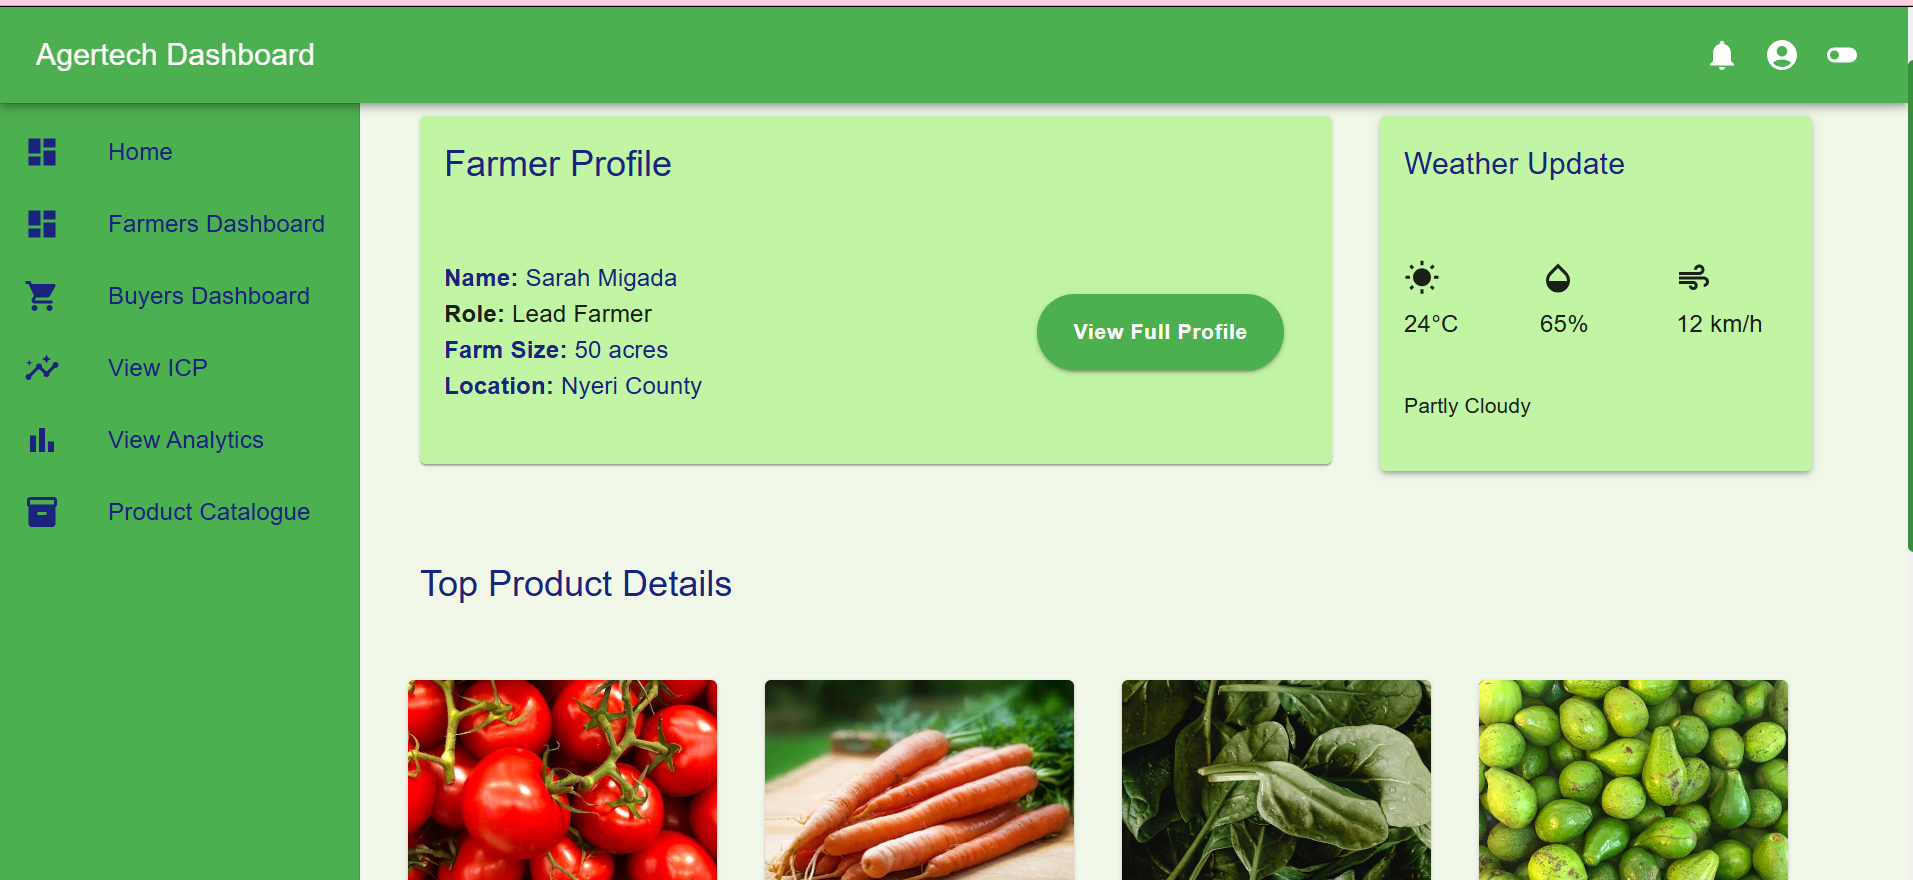 Agertech Dashboard
Home
Farmers Dashboard
Buyers Dashboard
View ICP
View Analytics
Product Catalogue
Farmer Profile
Name: Sarah Migada
Role: Lead Farmer
Farm Size: 50 acres
Location: Nyeri County
View Full Profile
Weather Update
24°C 65% 12 km/h
Partly Cloudy
Top Product Details